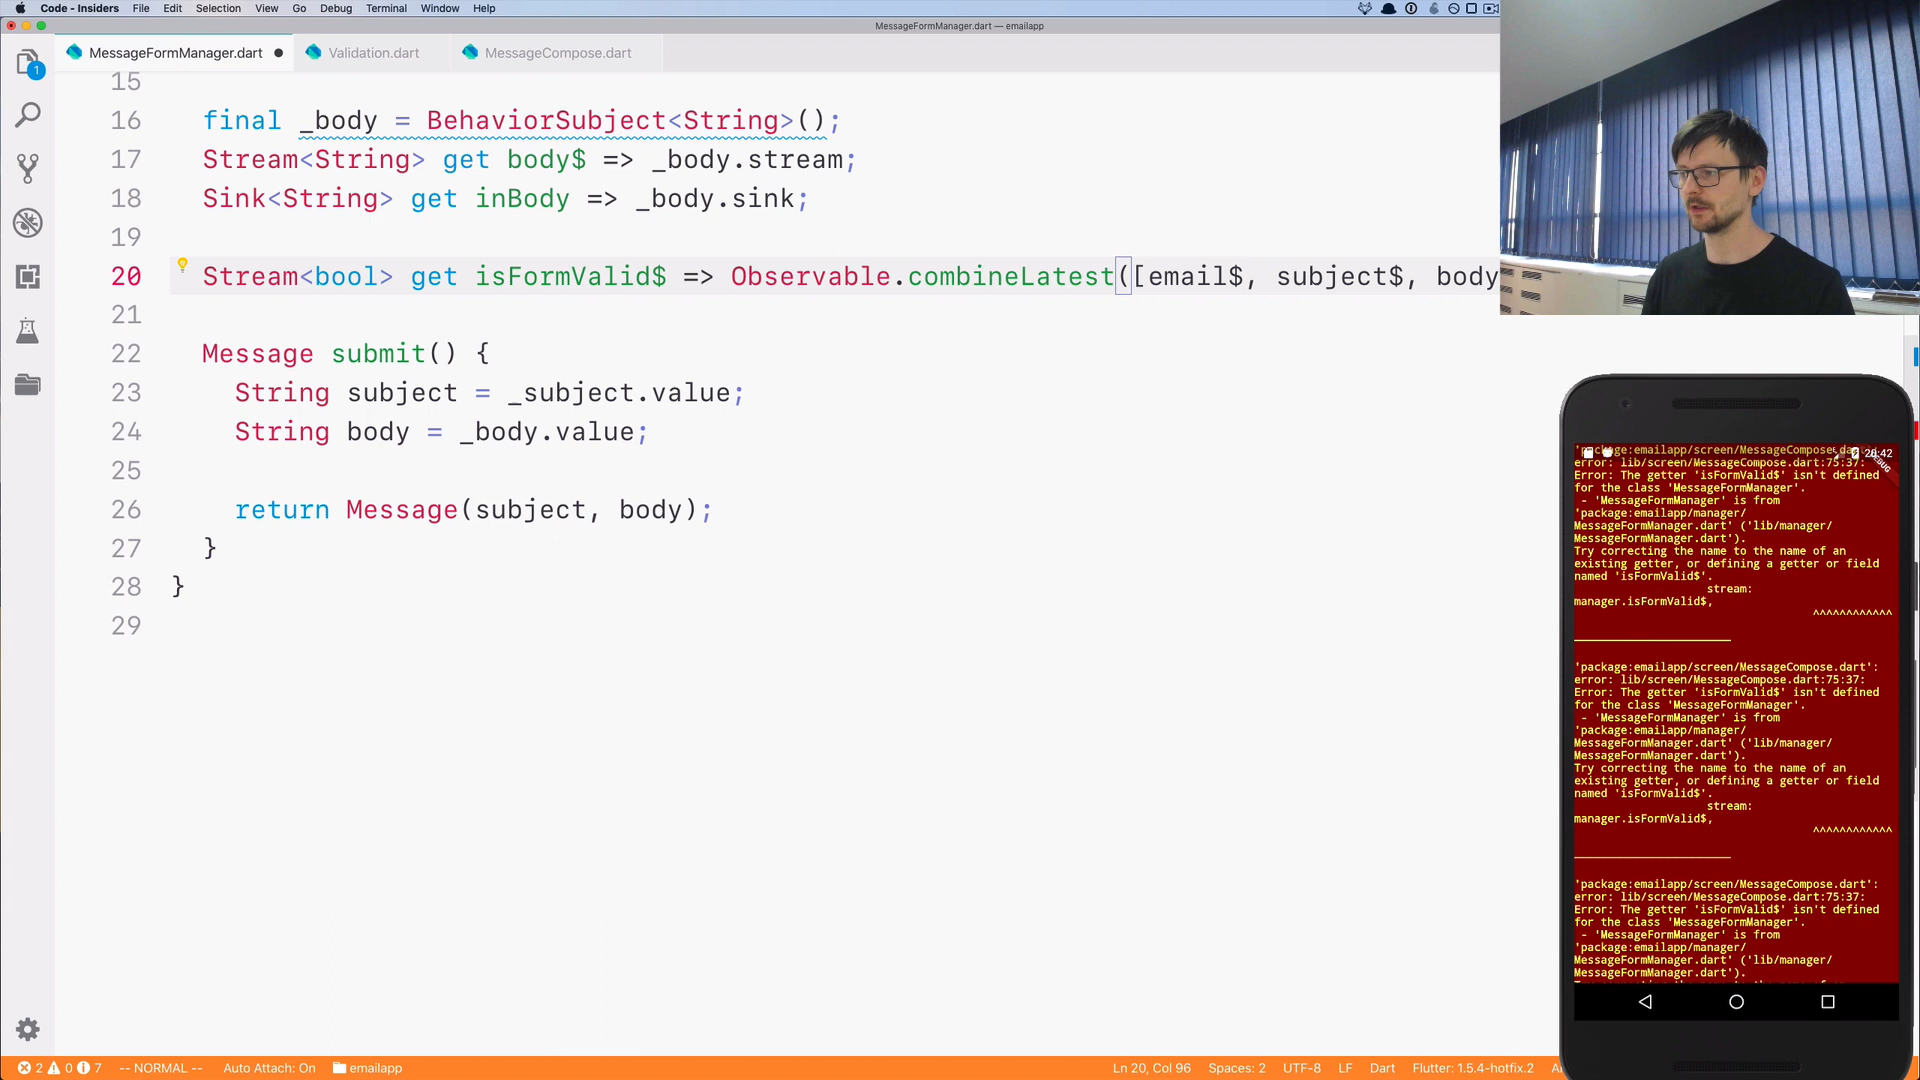 Code - Insiders File Edit Selection View Go Debug Terminal Window Help
MessageFormManager.dart — emailapp
MessageFormManager.dart Validation.dart MessageCompose.dart
1
15
16 final _body = BehaviorSubject<String>();
17 Stream<String> get body$ => _body.stream;
18 Sink<String> get inBody => _body.sink;
19
20 Stream<bool> get isFormValid$ => Observable.combineLatest([email$, subject$, body
21
22 Message submit() {
23 String subject = _subject.value;
24 String body = _body.value;
25
26 return Message(subject, body);
27 }
28 }
29
'package:emailapp/screen/MessageCompose.dart':
error: lib/screen/MessageCompose.dart:75:37:
Error: The getter 'isFormValid$' isn't defined
for the class 'MessageFormManager'.
- 'MessageFormManager' is from
'package:emailapp/manager/
MessageFormManager.dart' ('lib/manager/
MessageFormManager.dart').
Try correcting the name to the name of an
existing getter, or defining a getter or field
named 'isFormValid$'.
stream:
manager.isFormValid$,
^^^^^^^^^^^^
'package:emailapp/screen/MessageCompose.dart':
error: lib/screen/MessageCompose.dart:75:37:
Error: The getter 'isFormValid$' isn't defined
for the class 'MessageFormManager'.
- 'MessageFormManager' is from
'package:emailapp/manager/
MessageFormManager.dart' ('lib/manager/
MessageFormManager.dart').
Try correcting the name to the name of an
existing getter, or defining a getter or field
named 'isFormValid$'.
stream:
manager.isFormValid$,
^^^^^^^^^^^^
'package:emailapp/screen/MessageCompose.dart':
error: lib/screen/MessageCompose.dart:75:37:
Error: The getter 'isFormValid$' isn't defined
for the class 'MessageFormManager'.
- 'MessageFormManager' is from
'package:emailapp/manager/
MessageFormManager.dart' ('lib/manager/
MessageFormManager.dart').
DEBUG
2 0 7 -- NORMAL -- Auto Attach: On emailapp Ln 20, Col 96 Spaces: 2 UTF-8 LF Dart Flutter: 1.5.4-hotfix.2